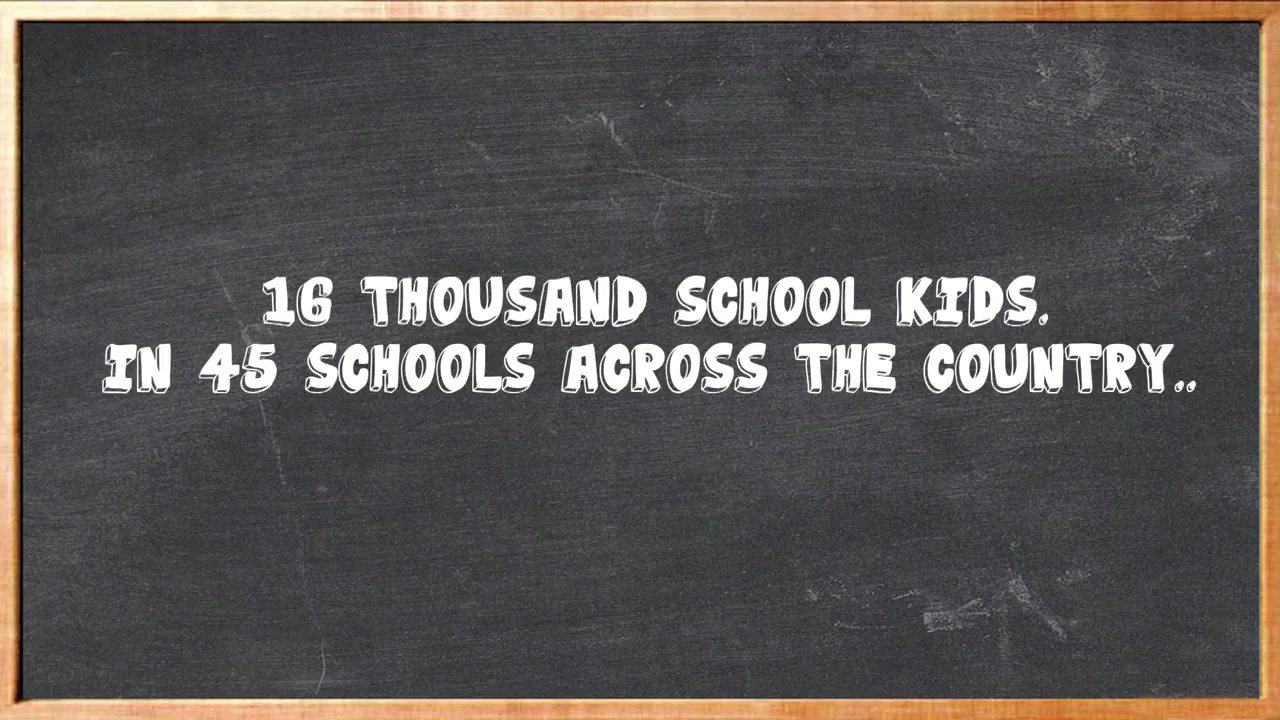 16 THOUSAND SCHOOL KIDS.
IN 45 SCHOOLS ACROSS THE COUNTRY..